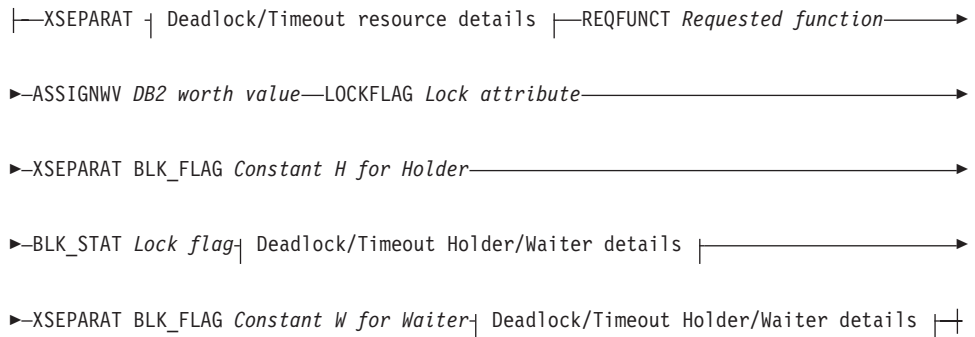 XSEPARAT Deadlock/Timeout resource details REQFUNCT Requested function
ASSIGNWV DB2 worth value LOCKFLAG Lock attribute
XSEPARAT BLK_FLAG Constant H for Holder
BLK_STAT Lock flag Deadlock/Timeout Holder/Waiter details
XSEPARAT BLK_FLAG Constant W for Waiter Deadlock/Timeout Holder/Waiter details